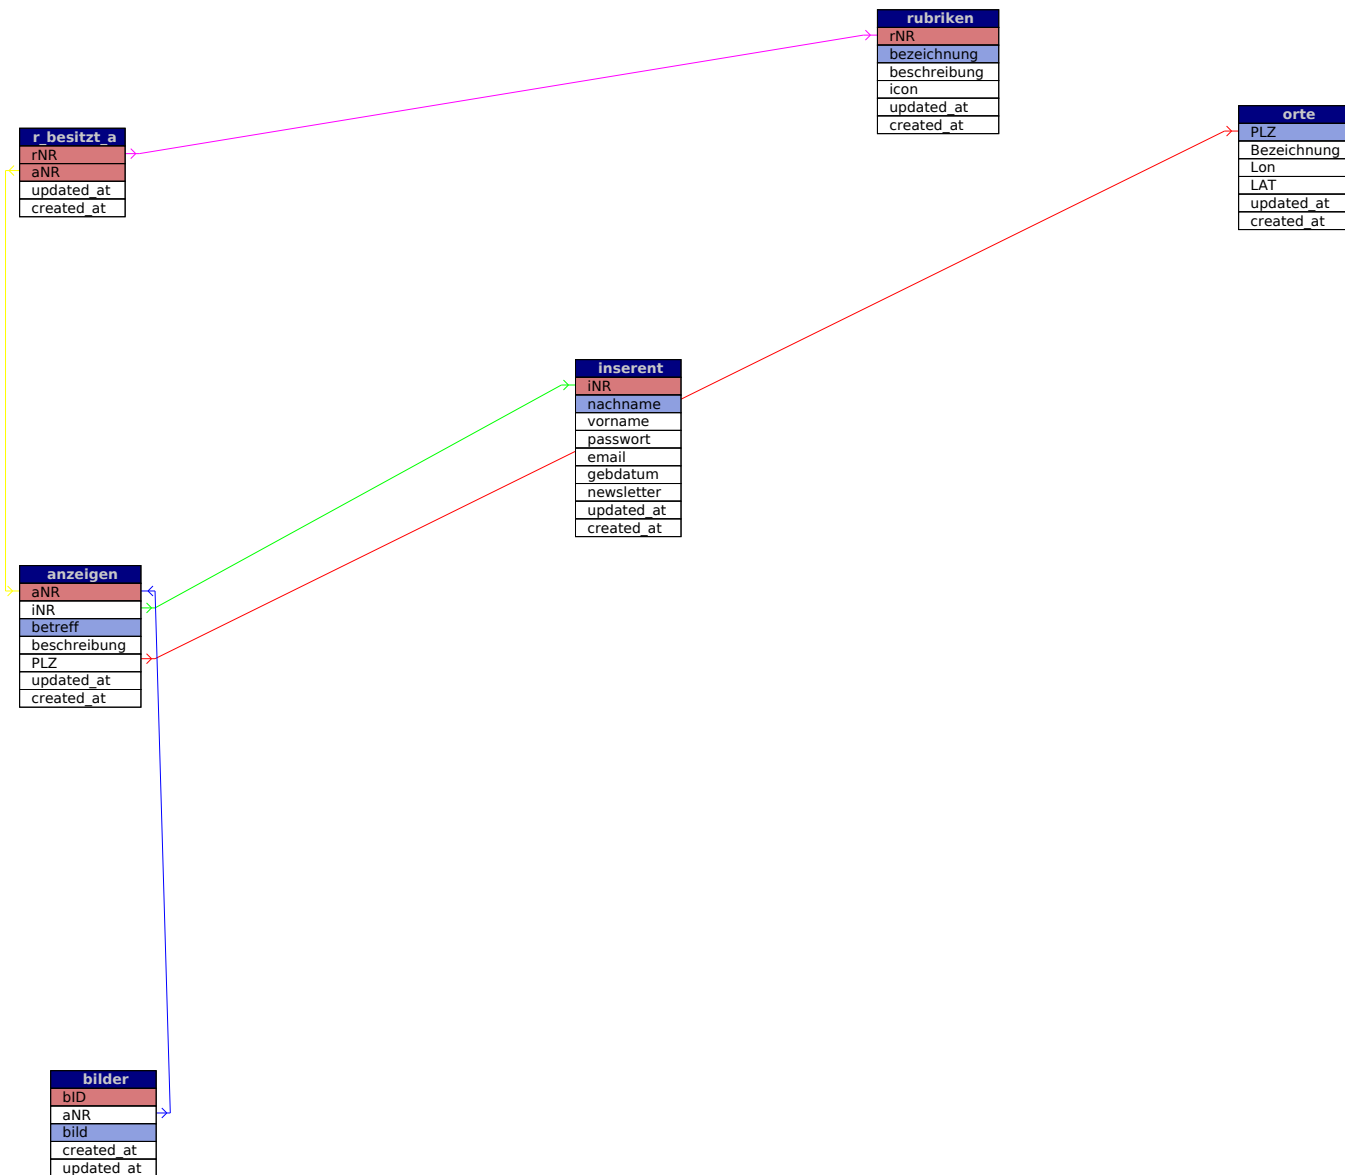 rubriken
rNR
bezeichnung
beschreibung
icon
updated_at
created_at
orte
PLZ
Bezeichnung
Lon
LAT
updated_at
created_at
r_besitzt_a
rNR
aNR
updated_at
created_at
inserent
iNR
nachname
vorname
passwort
email
gebdatum
newsletter
updated_at
created_at
anzeigen
aNR
iNR
betreff
beschreibung
PLZ
updated_at
created_at
bilder
bID
aNR
bild
created_at
updated_at